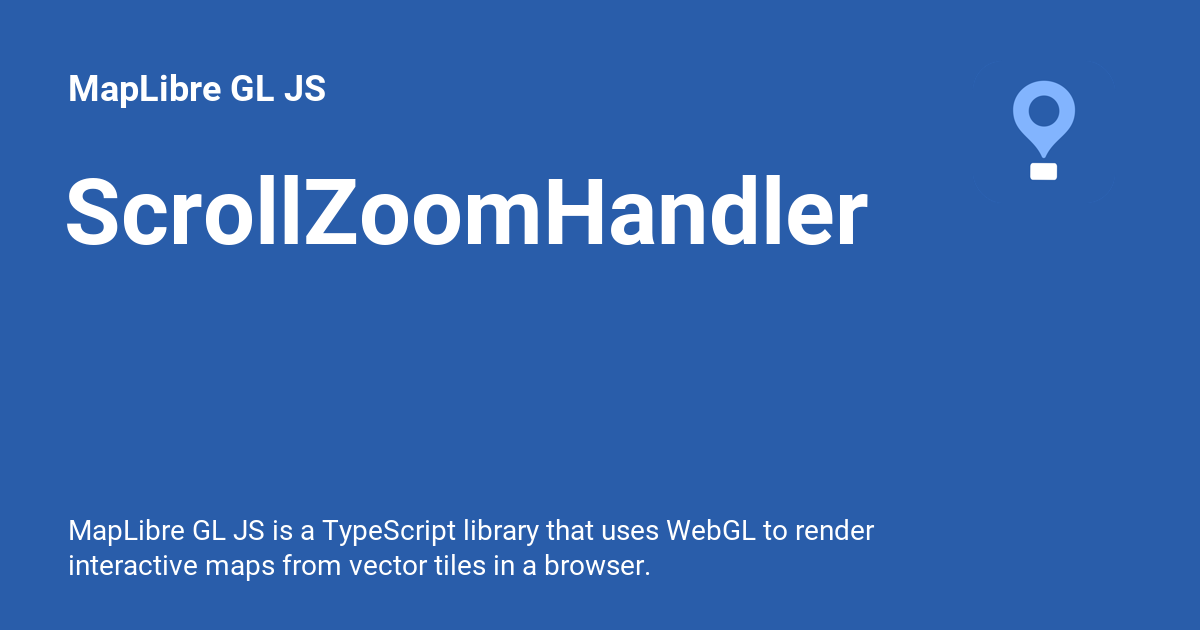 MapLibre GL JS
ScrollZoomHandler
MapLibre GL JS is a TypeScript library that uses WebGL to render
interactive maps from vector tiles in a browser.